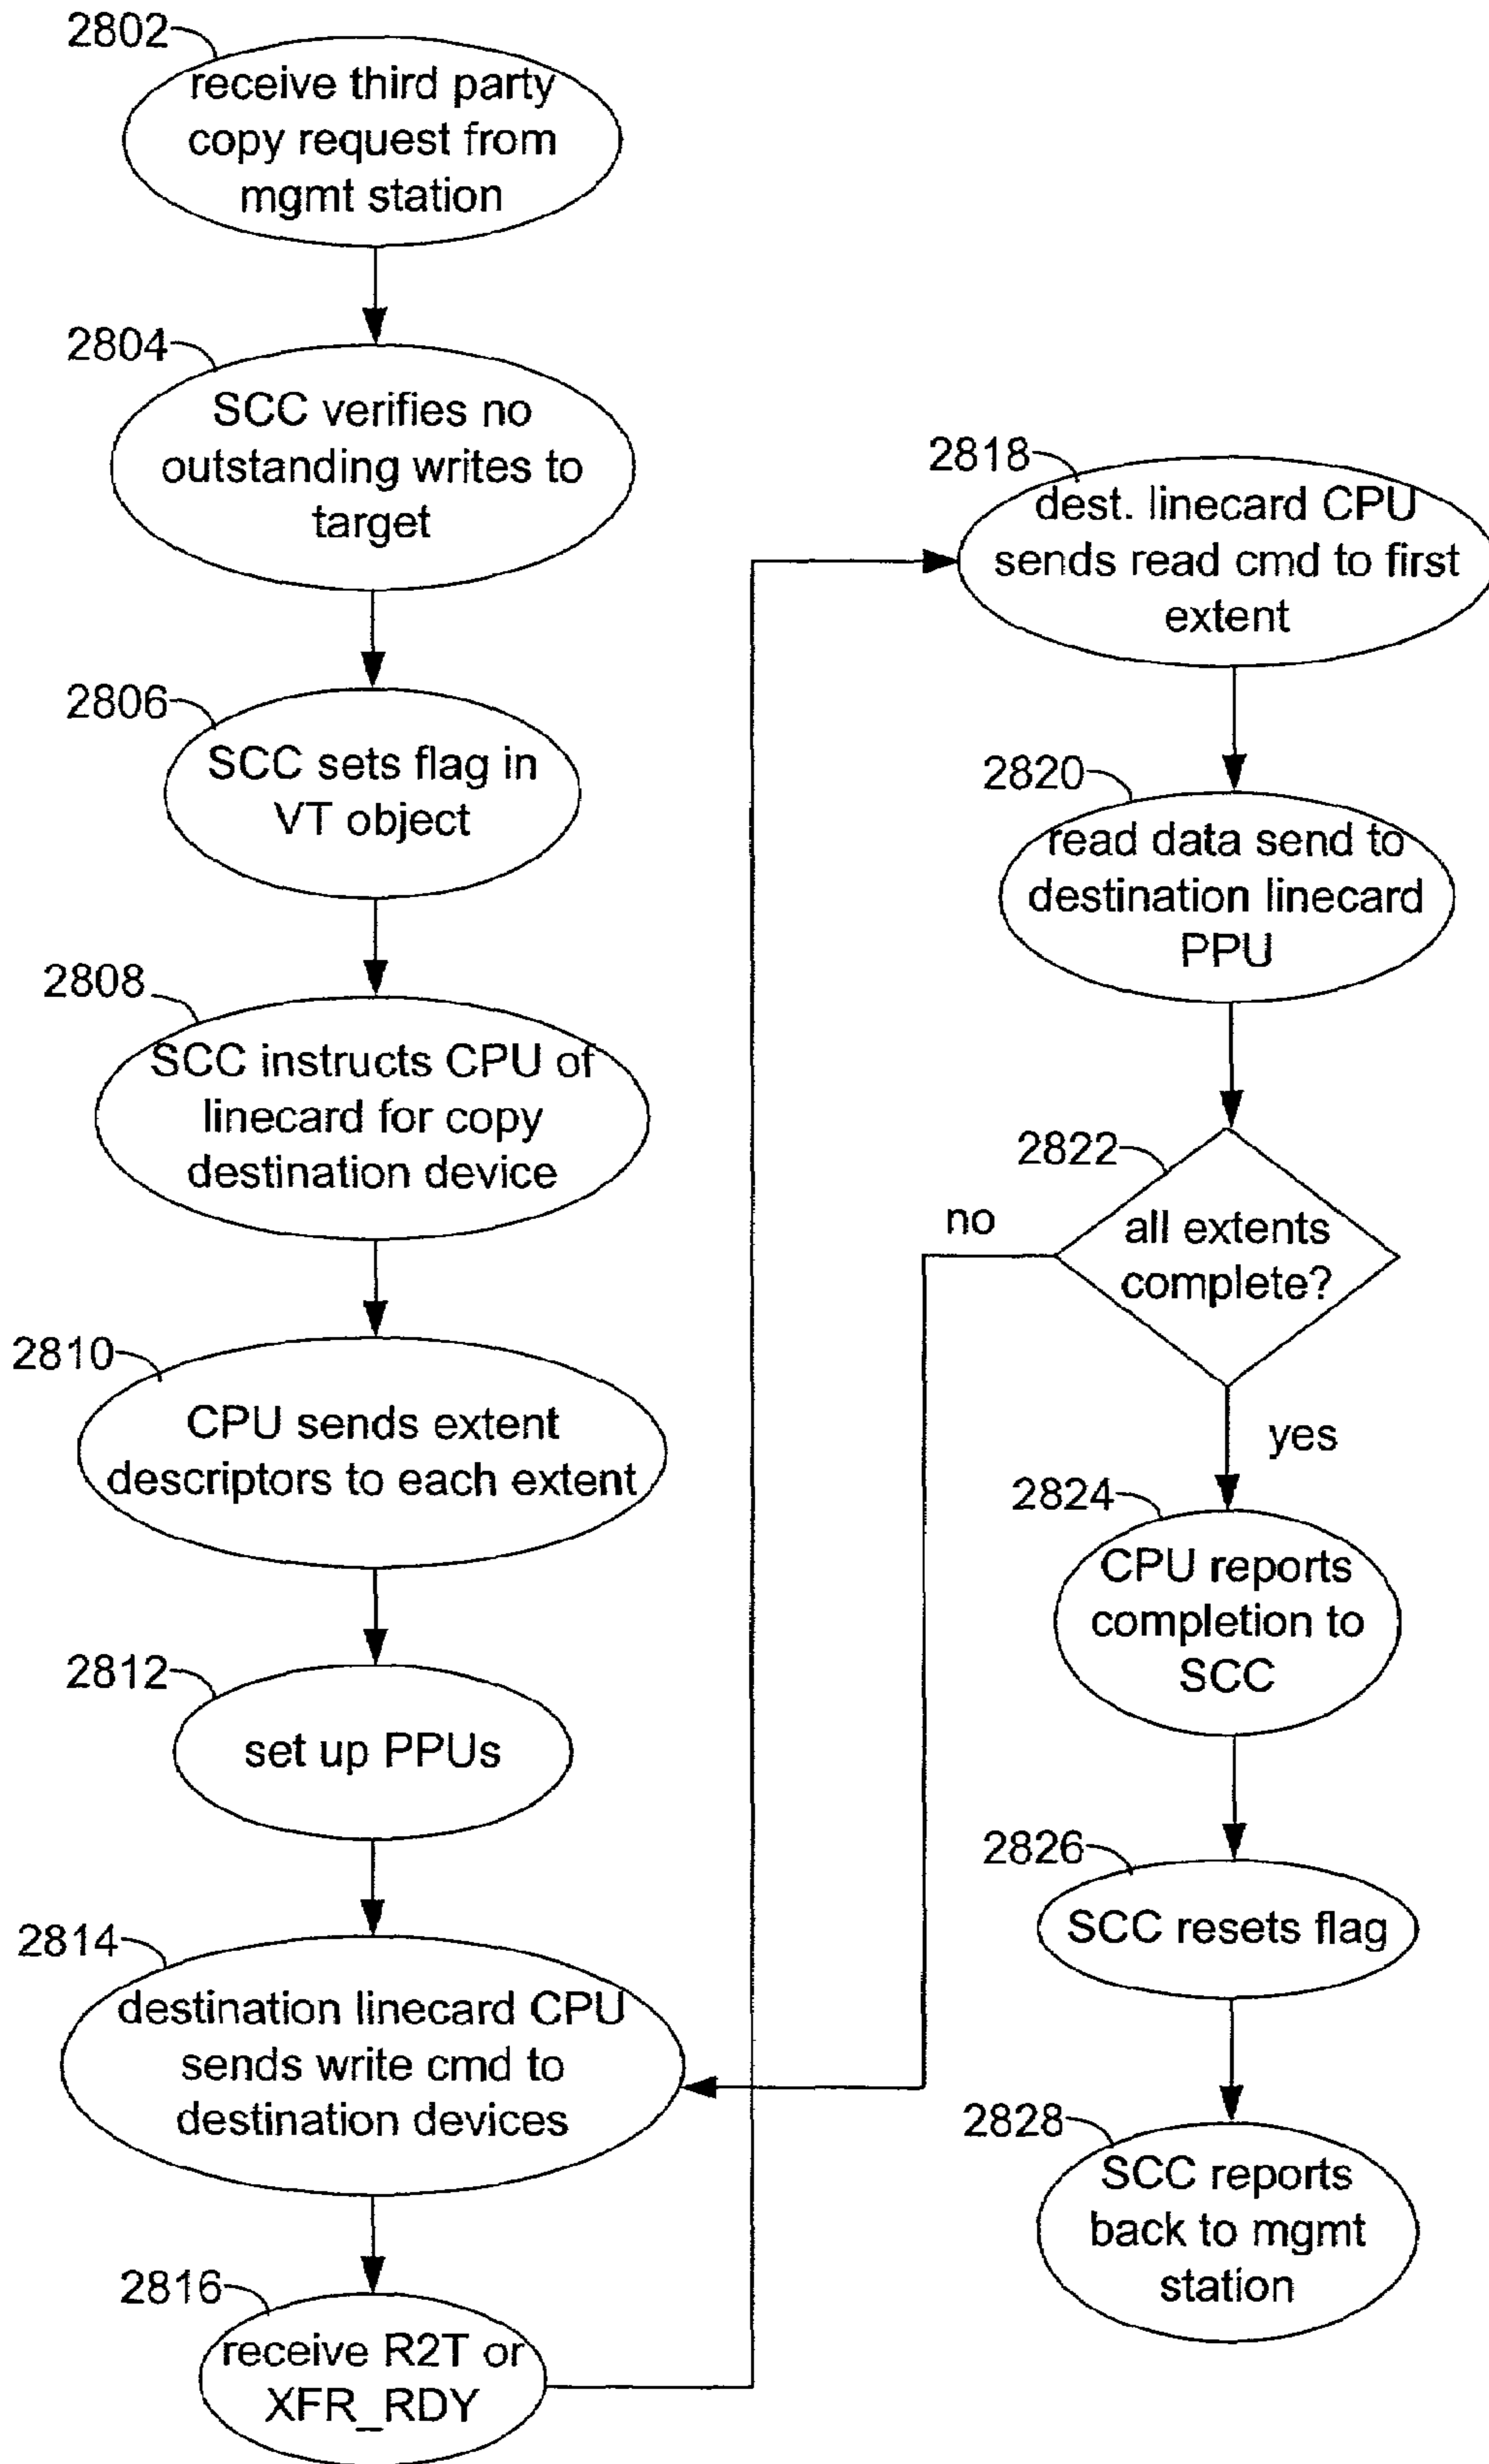 2802
receive third party
copy request from
mgmt station
2804
SCC verifies no
outstanding writes to
target
2806
SCC sets flag in
VT object
2808
SCC instructs CPU of
linecard for copy
destination device
2810
CPU sends extent
descriptors to each extent
2812
set up PPUs
2814
destination linecard CPU
sends write cmd to
destination devices
2816
receive R2T or
XFR_RDY
2818
dest. linecard CPU
sends read cmd to first
extent
2820
read data send to
destination linecard
PPU
2822
all extents
complete?
no
yes
2824
CPU reports
completion to
SCC
2826
SCC resets flag
2828
SCC reports
back to mgmt
station